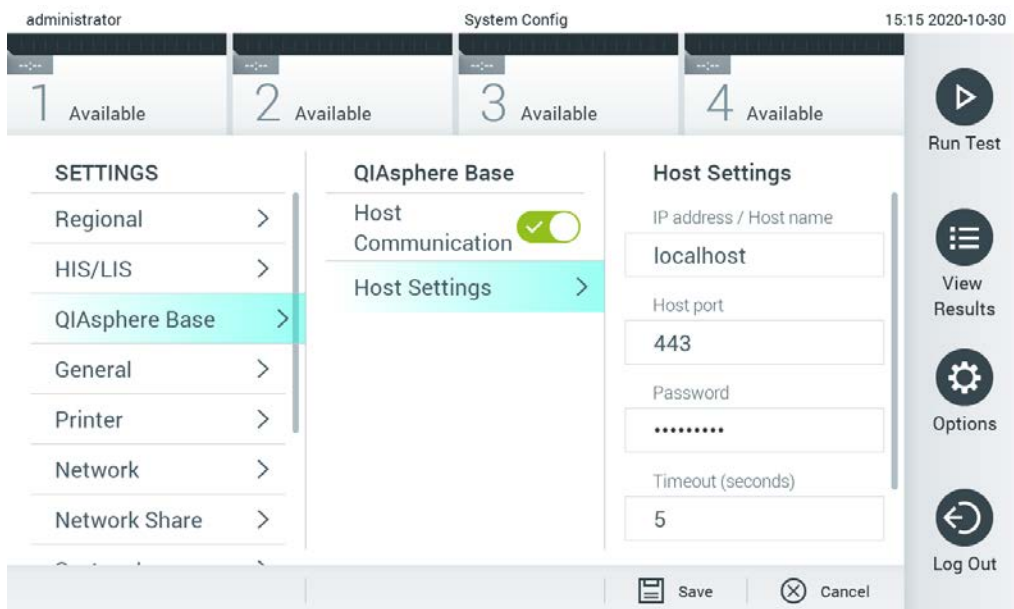 administrator
System Config
15:15 2020-10-30
--:--
--:--
--:--
--:--
1 Available
2 Available
3 Available
4 Available
SETTINGS
Regional
HIS/LIS
QIAsphere Base
General
Printer
Network
Network Share
QIAsphere Base
Host
Communication
Host Settings
Host Settings
IP address / Host name
localhost
Host port
443
Password
•••••••••
Timeout (seconds)
5
Run Test
View
Results
Options
Log Out
Save
Cancel